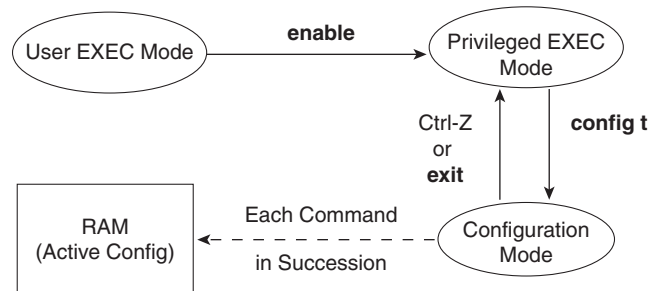 enable
User EXEC Mode
Privileged EXEC
Mode
Ctrl-Z
or
exit
config t
RAM
(Active Config)
Each Command
in Succession
Configuration
Mode